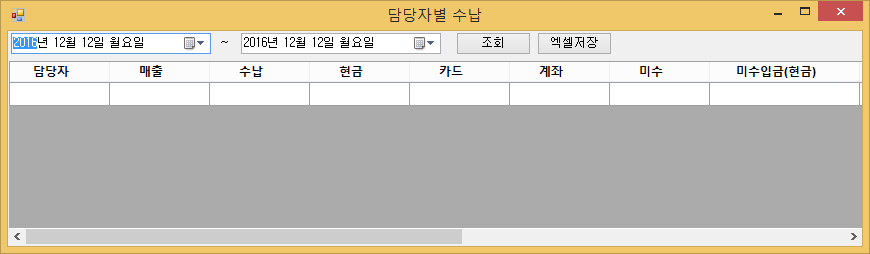 담당자별 수납
2016년 12월 12일 월요일 ~ 2016년 12월 12일 월요일 조회 엑셀저장
담당자 매출 수납 현금 카드 계좌 미수 미수입금(현금)